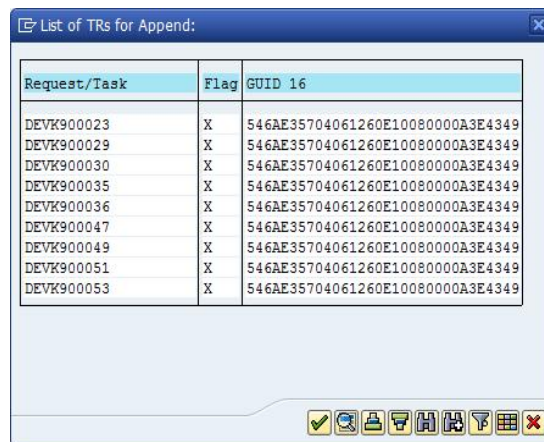 List of TRs for Append:
Request/Task Flag GUID 16
DEVK900023 X 546AE35704061260E10080000A3E4349
DEVK900029 X 546AE35704061260E10080000A3E4349
DEVK900030 X 546AE35704061260E10080000A3E4349
DEVK900035 X 546AE35704061260E10080000A3E4349
DEVK900036 X 546AE35704061260E10080000A3E4349
DEVK900047 X 546AE35704061260E10080000A3E4349
DEVK900049 X 546AE35704061260E10080000A3E4349
DEVK900051 X 546AE35704061260E10080000A3E4349
DEVK900053 X 546AE35704061260E10080000A3E4349